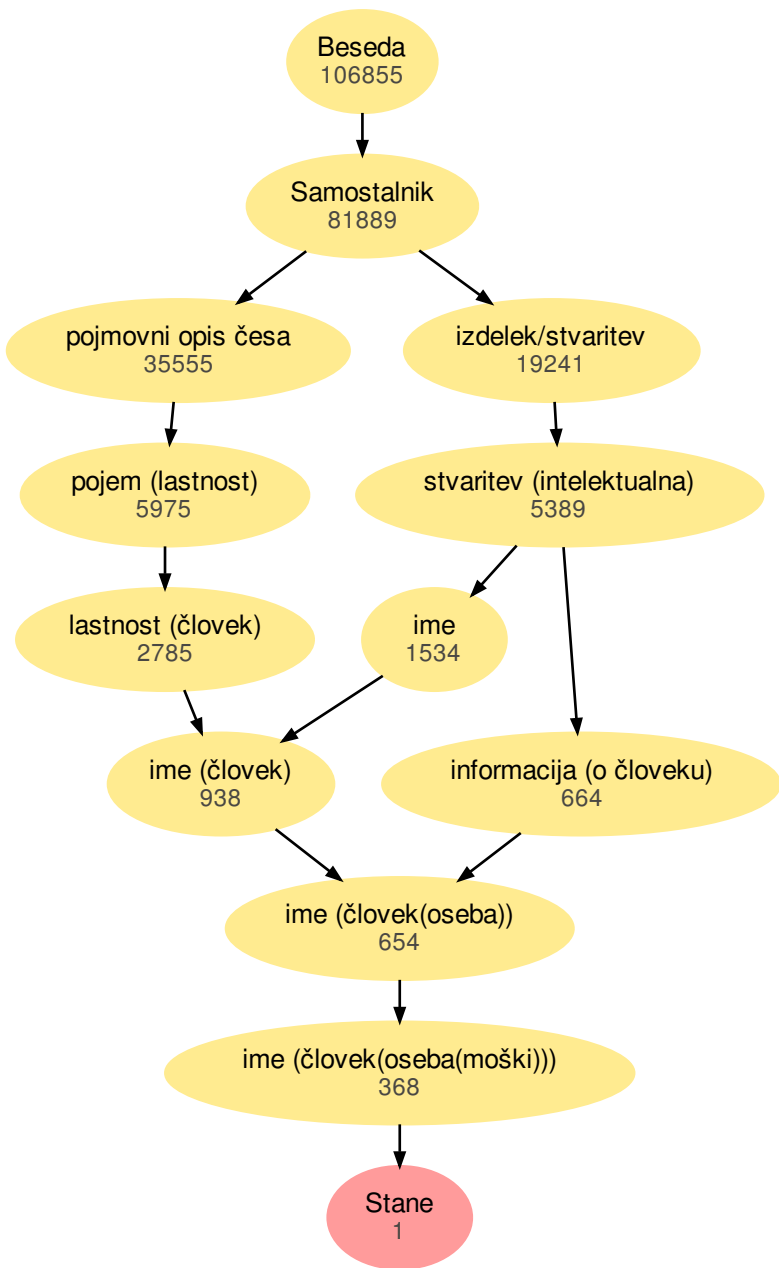 Beseda
106855
Samostalnik
81889
pojmovni opis česa
35555
izdelek/stvaritev
19241
pojem (lastnost)
5975
stvaritev (intelektualna)
5389
lastnost (človek)
2785
ime
1534
ime (človek)
938
informacija (o človeku)
664
ime (človek(oseba))
654
ime (človek(oseba(moški)))
368
Stane
1